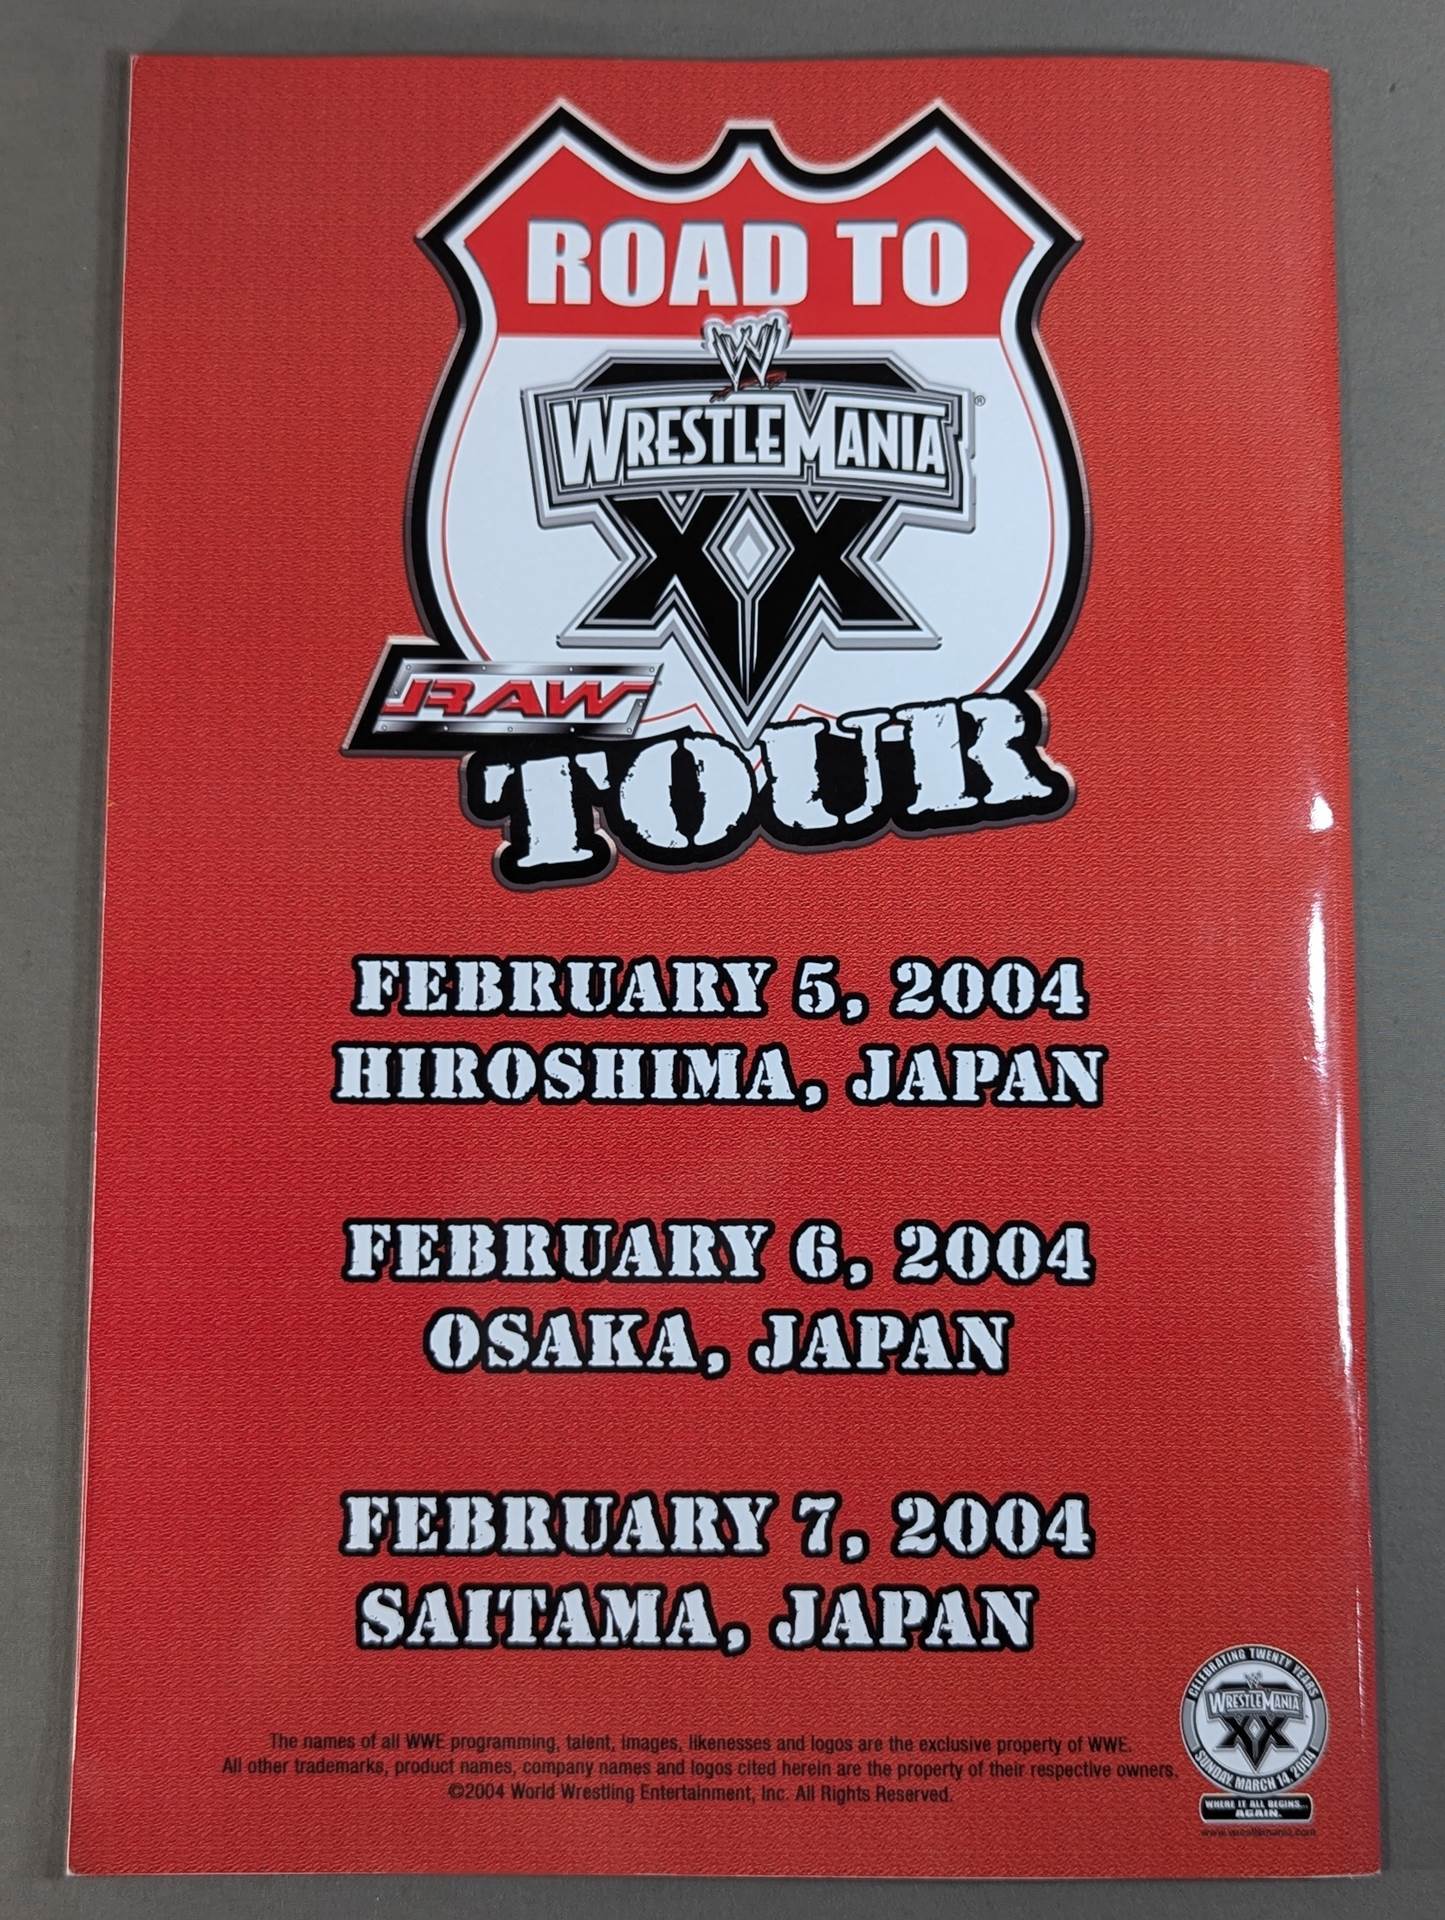 ROAD TO
W
WRESTLEMANIA ®
XX
RAW
TOUR
FEBRUARY 5, 2004
HIROSHIMA, JAPAN
FEBRUARY 6, 2004
OSAKA, JAPAN
FEBRUARY 7, 2004
SAITAMA, JAPAN
CELEBRATING TWENTY YEARS
WRESTLEMANIA
XX
SUNDAY, MARCH 14, 2004
WHERE IT ALL BEGINS...
AGAIN.
www.wrestlemania.com
The names of all WWE programming, talent, images, likenesses and logos are the exclusive property of WWE.
All other trademarks, product names, company names and logos cited herein are the property of their respective owners.
©2004 World Wrestling Entertainment, Inc. All Rights Reserved.